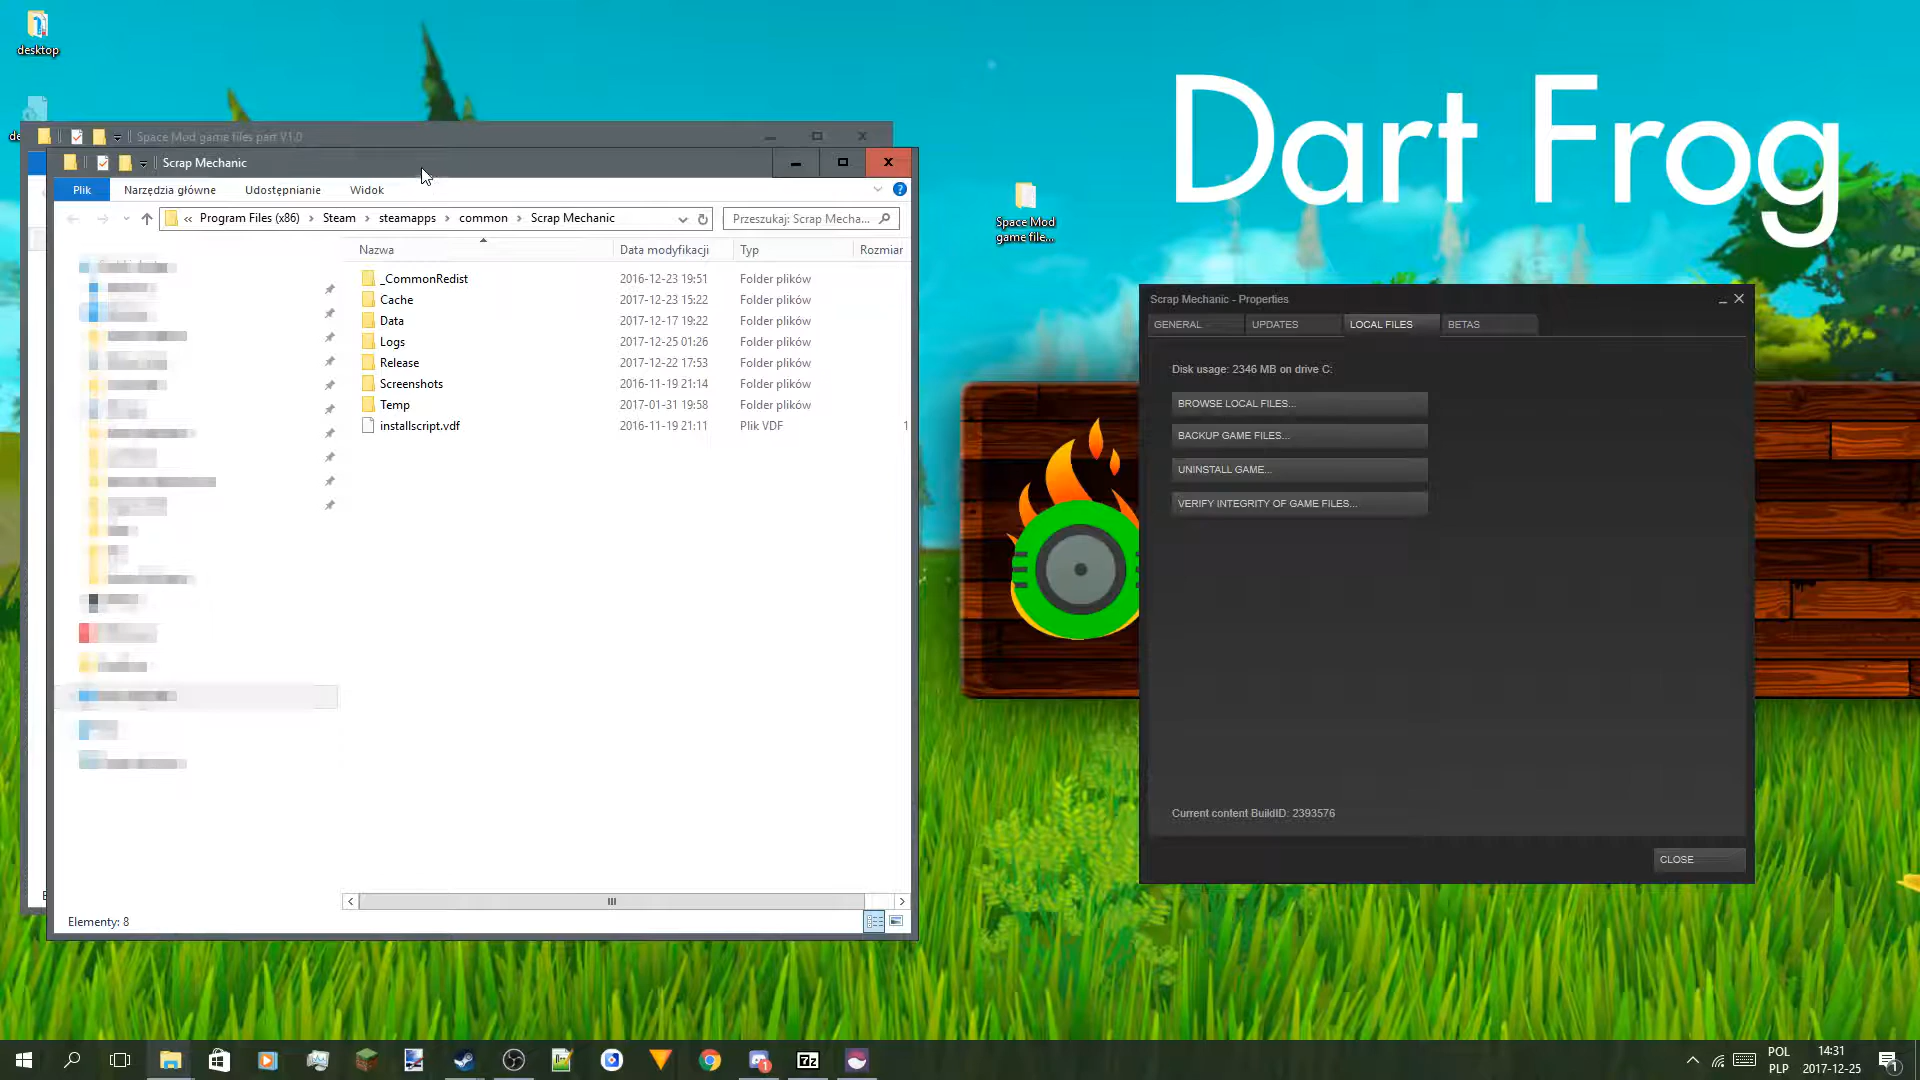 desktop
de
Dart Frog
Space Mod game files part V1.0
Scrap Mechanic
Plik
Narzędzia główne
Udostępnianie
Widok
« Program Files (x86) > Steam > steamapps > common > Scrap Mechanic
Przeszukaj: Scrap Mecha...
Nazwa
Data modyfikacji
Typ
Rozmiar
_CommonRedist 2016-12-23 19:51 Folder plików
Cache 2017-12-23 15:22 Folder plików
Data 2017-12-17 19:22 Folder plików
Logs 2017-12-25 01:26 Folder plików
Release 2017-12-22 17:53 Folder plików
Screenshots 2016-11-19 21:14 Folder plików
Temp 2017-01-31 19:58 Folder plików
installscript.vdf 2016-11-19 21:11 Plik VDF 1
E
Elementy: 8
Space Mod
game file...
Scrap Mechanic - Properties
GENERAL
UPDATES
LOCAL FILES
BETAS
Disk usage: 2346 MB on drive C:
BROWSE LOCAL FILES...
BACKUP GAME FILES...
UNINSTALL GAME...
VERIFY INTEGRITY OF GAME FILES...
Current content BuildID: 2393576
CLOSE
7z
POL
PLP
14:31
2017-12-25
1